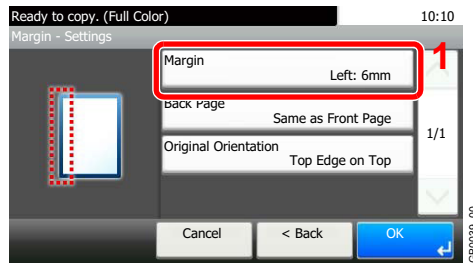 Ready to copy. (Full Color)
10:10
Margin - Settings
1
Margin
Left: 6mm
Back Page
Same as Front Page
1/1
Original Orientation
Top Edge on Top
Cancel
< Back
OK
GB0039_00